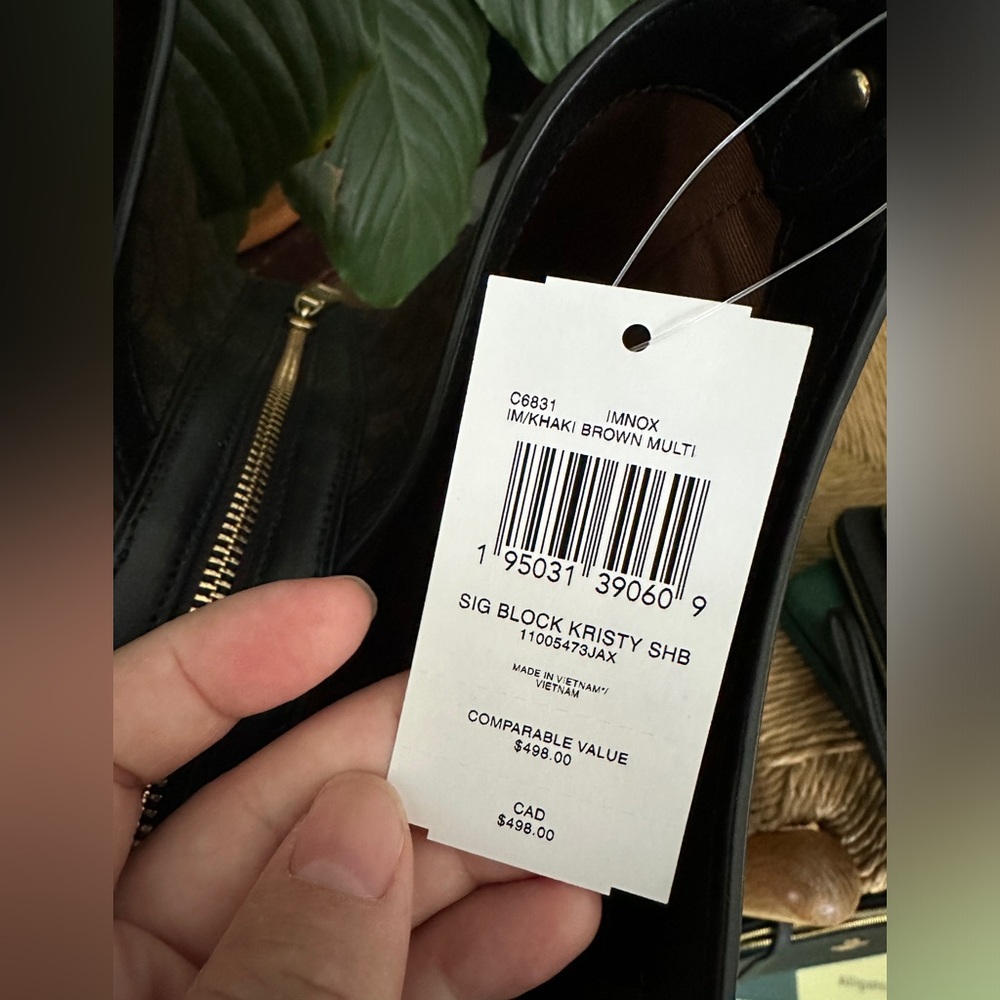 C6831 IMNOX
IM/KHAKI BROWN MULTI
1 95031 39060 9
SIG BLOCK KRISTY SHB
11005473JAX
MADE IN VIETNAM*/
VIETNAM
COMPARABLE VALUE
$498.00
CAD
$498.00